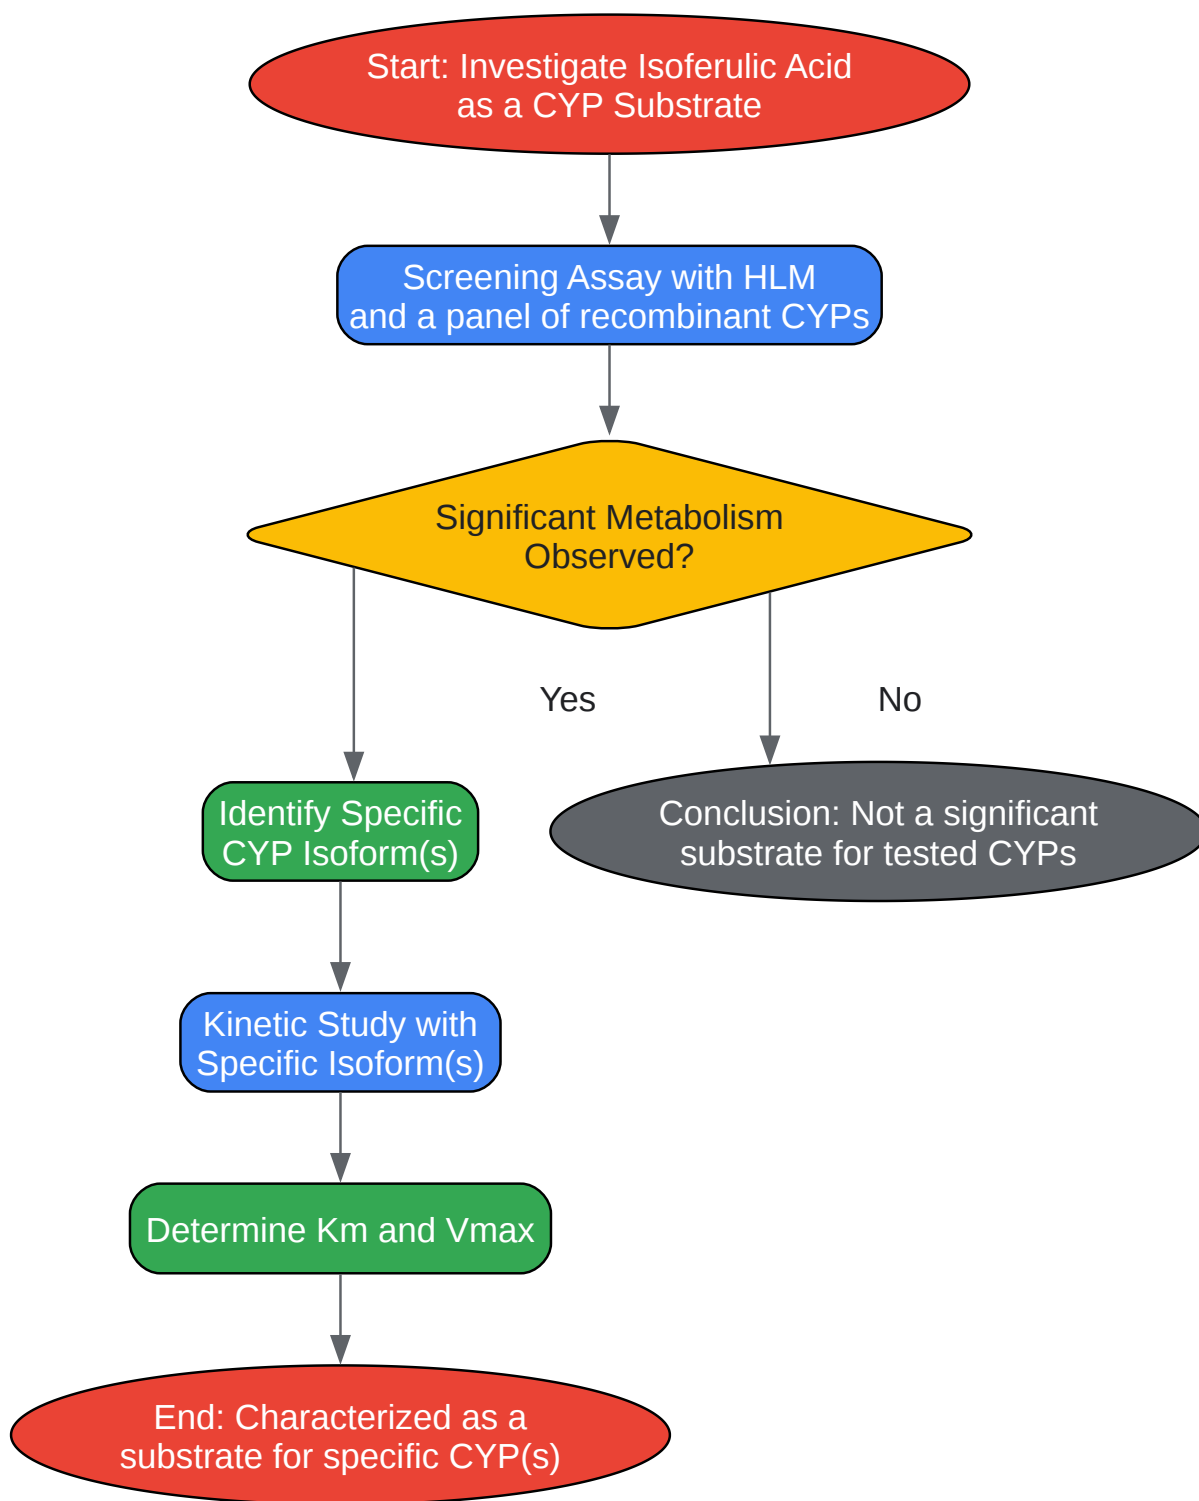 Start: Investigate Isoferulic Acid
as a CYP Substrate
Screening Assay with HLM
and a panel of recombinant CYPs
Significant Metabolism
Observed?
Yes
No
Identify Specific
CYP Isoform(s)
Conclusion: Not a significant
substrate for tested CYPs
Kinetic Study with
Specific Isoform(s)
Determine Km and Vmax
End: Characterized as a
substrate for specific CYP(s)